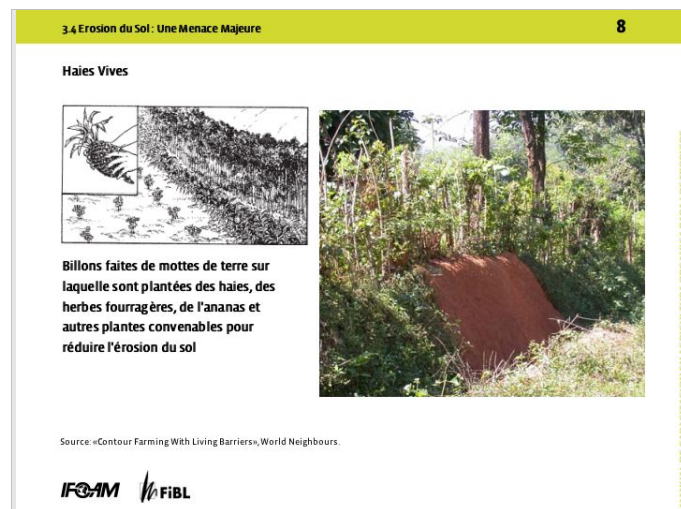 3.4 Erosion du Sol : Une Menace Majeure
8
Haies Vives
Billons faites de mottes de terre sur
laquelle sont plantées des haies, des
herbes fourragères, de l'ananas et
autres plantes convenables pour
réduire l'érosion du sol
Source: «Contour Farming With Living Barriers», World Neighbours.
IFOAM
FiBL